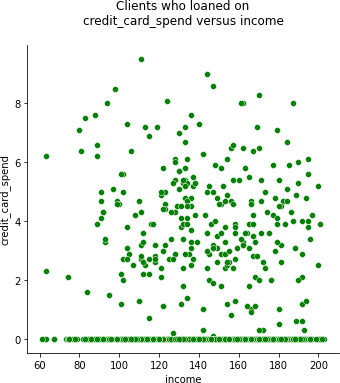 Clients who loaned on
credit_card_spend versus income
credit_card_spend
8
6
4
2
0
60 80 100 120 140 160 180 200
income